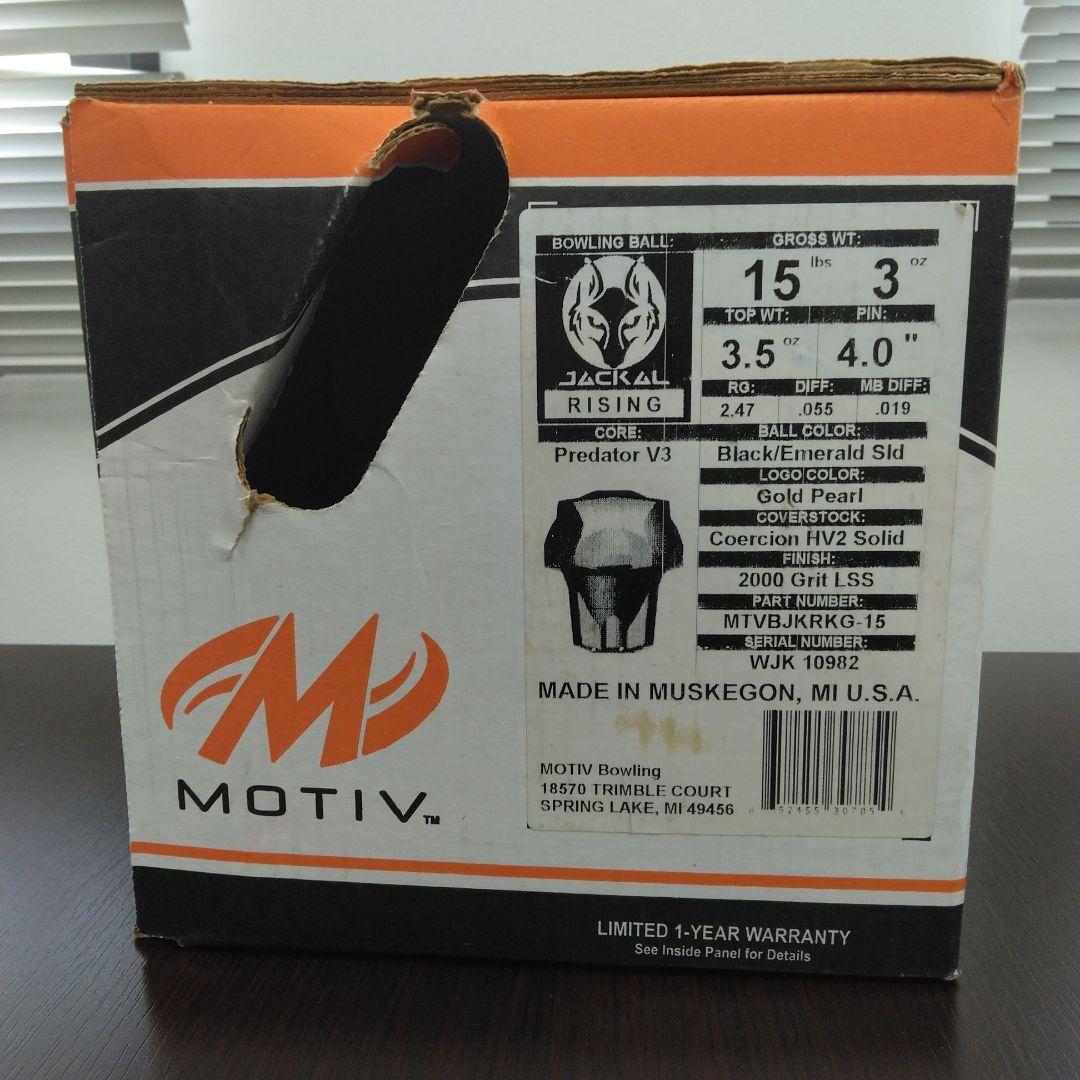 BOWLING BALL:
GROSS WT:
15 lbs 3 oz
JACKAL
RISING
TOP WT: PIN:
3.5 oz 4.0 "
RG: DIFF: MB DIFF:
2.47 .055 .019
CORE:
Predator V3
BALL COLOR:
Black/Emerald Sld
LOGO COLOR:
Gold Pearl
COVERSTOCK:
Coercion HV2 Solid
FINISH:
2000 Grit LSS
PART NUMBER:
MTVBJKRKG-15
SERIAL NUMBER:
WJK 10982
MADE IN MUSKEGON, MI U.S.A.
MOTIV Bowling
18570 TRIMBLE COURT
SPRING LAKE, MI 49456
52455 30785 4
MOTIV™
LIMITED 1-YEAR WARRANTY
See Inside Panel for Details